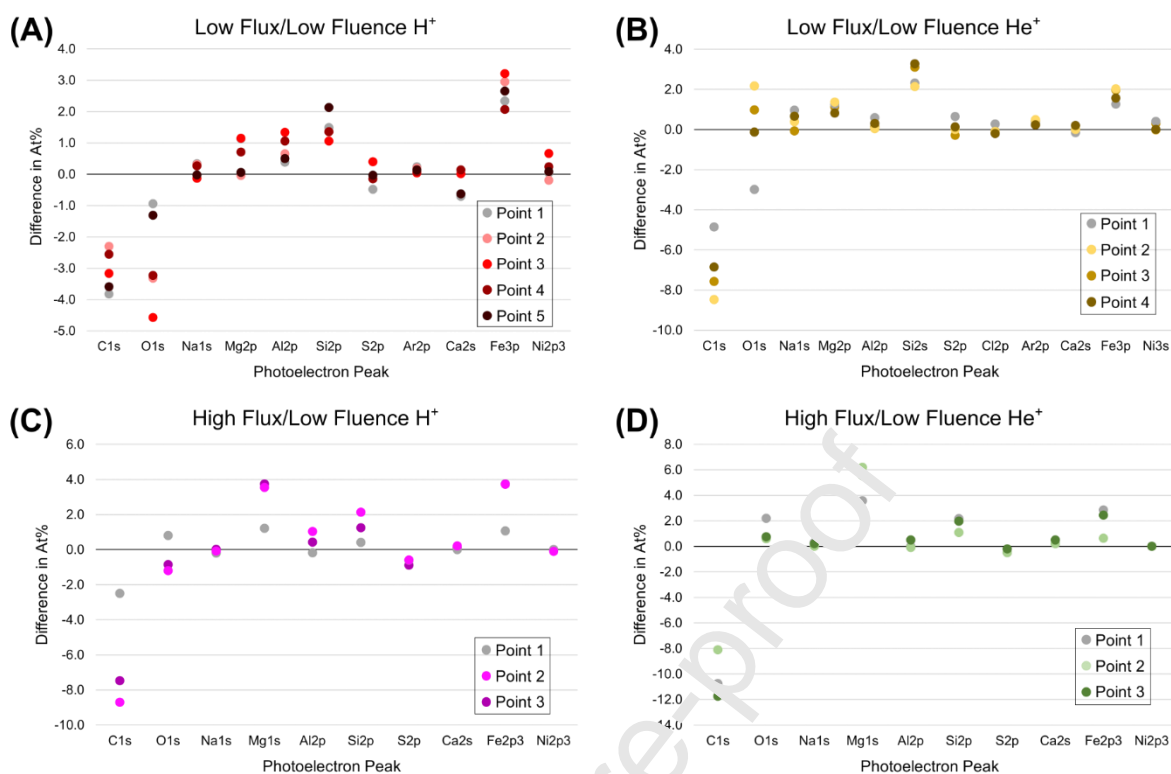 (A)
Low Flux/Low Fluence H+
Difference in At%
4.0
3.0
2.0
1.0
0.0
-1.0
-2.0
-3.0
-4.0
-5.0
Point 1
Point 2
Point 3
Point 4
Point 5
C1s O1s Na1s Mg2p Al2p Si2p S2p Ar2p Ca2s Fe3p Ni2p3
Photoelectron Peak
(B)
Low Flux/Low Fluence He+
Difference in At%
4.0
2.0
0.0
-2.0
-4.0
-6.0
-8.0
-10.0
Point 1
Point 2
Point 3
Point 4
C1s O1s Na1s Mg2p Al2p Si2s S2p Cl2p Ar2p Ca2s Fe3p Ni3s
Photoelectron Peak
(C)
High Flux/Low Fluence H+
Difference in At%
6.0
4.0
2.0
0.0
-2.0
-4.0
-6.0
-8.0
-10.0
Point 1
Point 2
Point 3
C1s O1s Na1s Mg1s Al2p Si2p S2p Ca2s Fe2p3 Ni2p3
Photoelectron Peak
(D)
High Flux/Low Fluence He+
Difference in At%
8.0
6.0
4.0
2.0
0.0
-2.0
-4.0
-6.0
-8.0
-10.0
-12.0
-14.0
Point 1
Point 2
Point 3
C1s O1s Na1s Mg1s Al2p Si2p S2p Ca2s Fe2p3 Ni2p3
Photoelectron Peak
re-proof